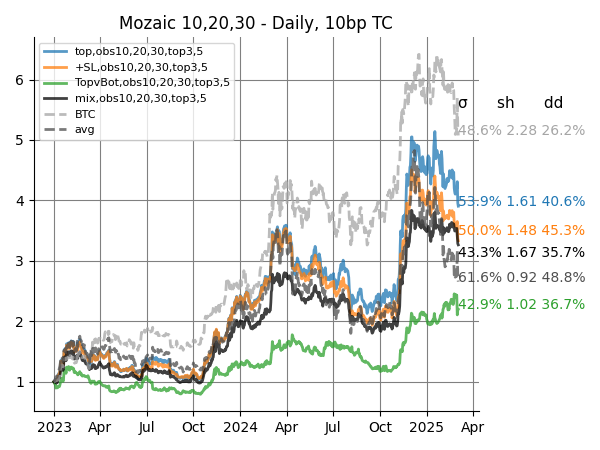 Mozaic 10,20,30 - Daily, 10bp TC
top,obs10,20,30,top3,5
+SL,obs10,20,30,top3,5
TopvBot,obs10,20,30,top3,5
mix,obs10,20,30,top3,5
BTC
avg
σ sh dd
48.6% 2.28 26.2%
53.9% 1.61 40.6%
50.0% 1.48 45.3%
43.3% 1.67 35.7%
61.6% 0.92 48.8%
42.9% 1.02 36.7%
6
5
4
3
2
1
2023 Apr Jul Oct 2024 Apr Jul Oct 2025 Apr